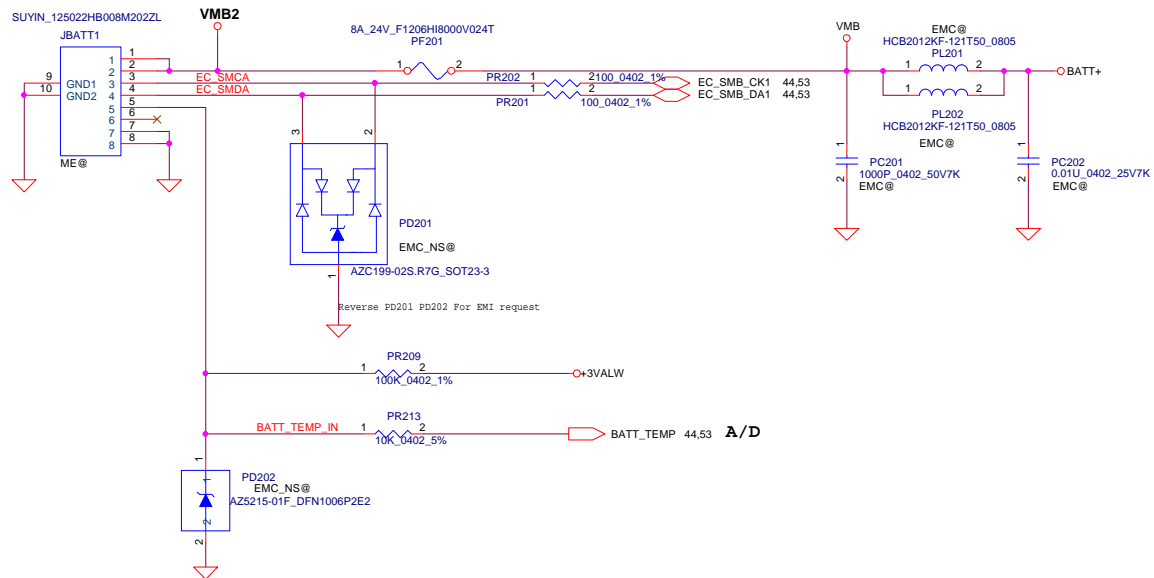 SUYIN_125022HB008M202ZL
VMB2
JBATT1
8A_24V_F1206HI8000V024T
PF201
VMB
EMC@
HCB2012KF-121T50_0805
PL201
1 1
2 2
3 3
4 4
5 5
6 6
7 7
8 8
9 GND1
10 GND2
ME@
EC_SMCA
EC_SMDA
1 2
PR202 1 2 100_0402_1%
EC_SMB_CK1 44,53
PR201 1 2 100_0402_1%
EC_SMB_DA1 44,53
1 2
BATT+
1 2
PL202
HCB2012KF-121T50_0805
EMC@
3 2
PD201
EMC_NS@
1
AZC199-02S.R7G_SOT23-3
1
2
PC201
1000P_0402_50V7K
EMC@
1
2
PC202
0.01U_0402_25V7K
EMC@
Reverse PD201 PD202 For EMI request
PR209
1 2
100K_0402_1%
+3VALW
BATT_TEMP_IN
PR213
1 2
10K_0402_5%
BATT_TEMP 44,53 A/D
1
1
PD202
EMC_NS@
AZ5215-01F_DFN1006P2E2
2
2